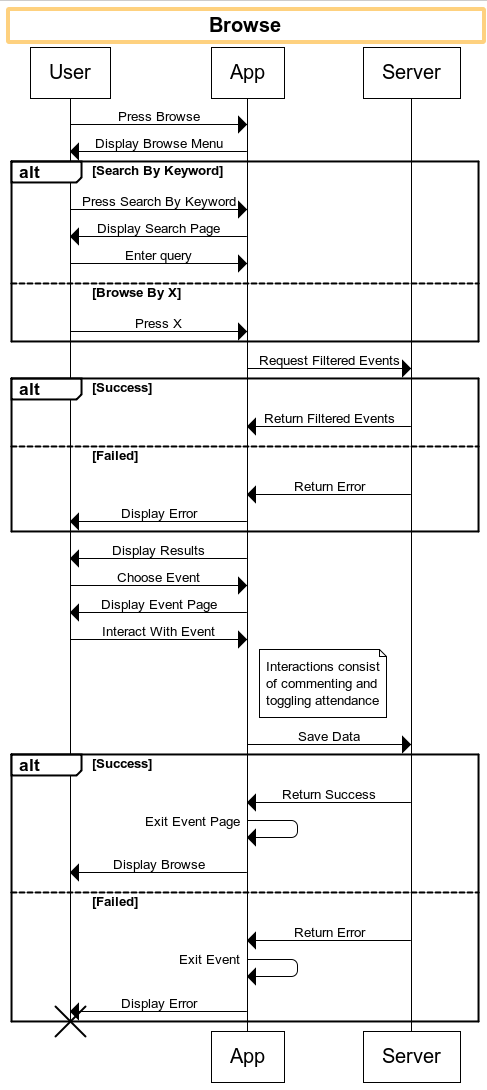 Browse
User
App
Server
Press Browse
Display Browse Menu
alt
[Search By Keyword]
Press Search By Keyword
Display Search Page
Enter query
[Browse By X]
Press X
Request Filtered Events
alt
[Success]
Return Filtered Events
[Failed]
Return Error
Display Error
Display Results
Choose Event
Display Event Page
Interact With Event
Interactions consist
of commenting and
toggling attendance
Save Data
alt
[Success]
Return Success
Exit Event Page
Display Browse
[Failed]
Return Error
Exit Event
Display Error
App
Server